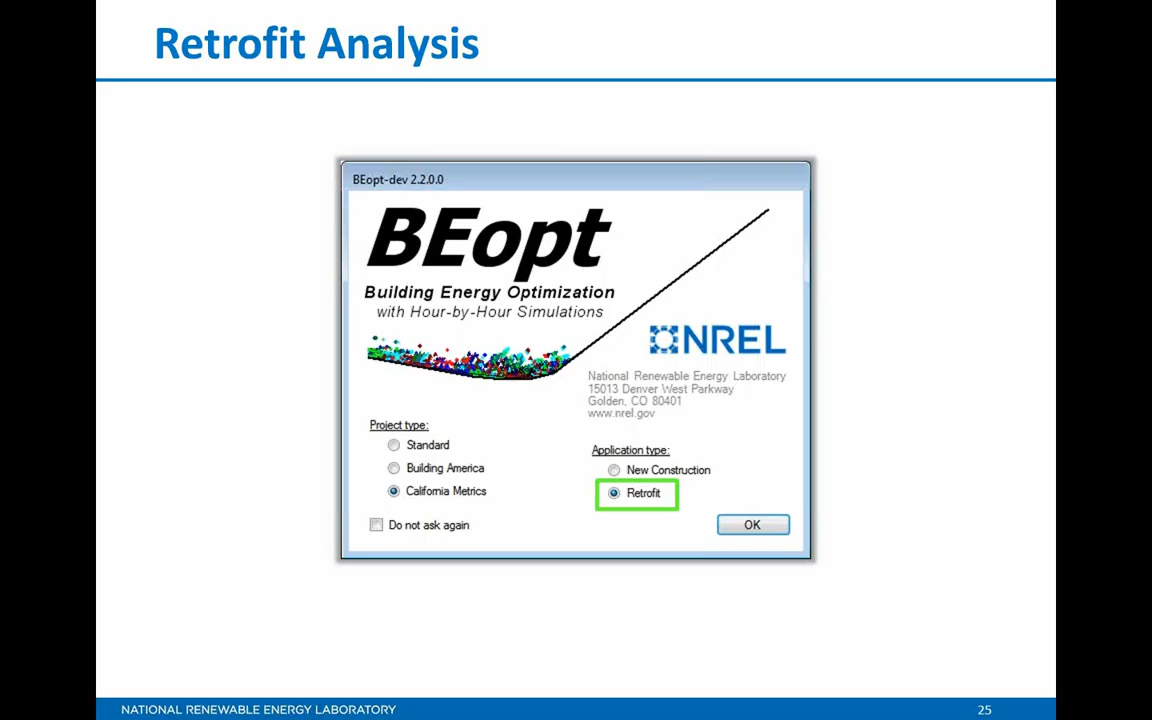 Retrofit Analysis
BEopt-dev 2.2.0.0
BEopt
Building Energy Optimization
with Hour-by-Hour Simulations
NREL
National Renewable Energy Laboratory
15013 Denver West Parkway
Golden, CO 80401
www.nrel.gov
Project type:
Standard
Building America
California Metrics
Do not ask again
Application type:
New Construction
Retrofit
OK
NATIONAL RENEWABLE ENERGY LABORATORY
25